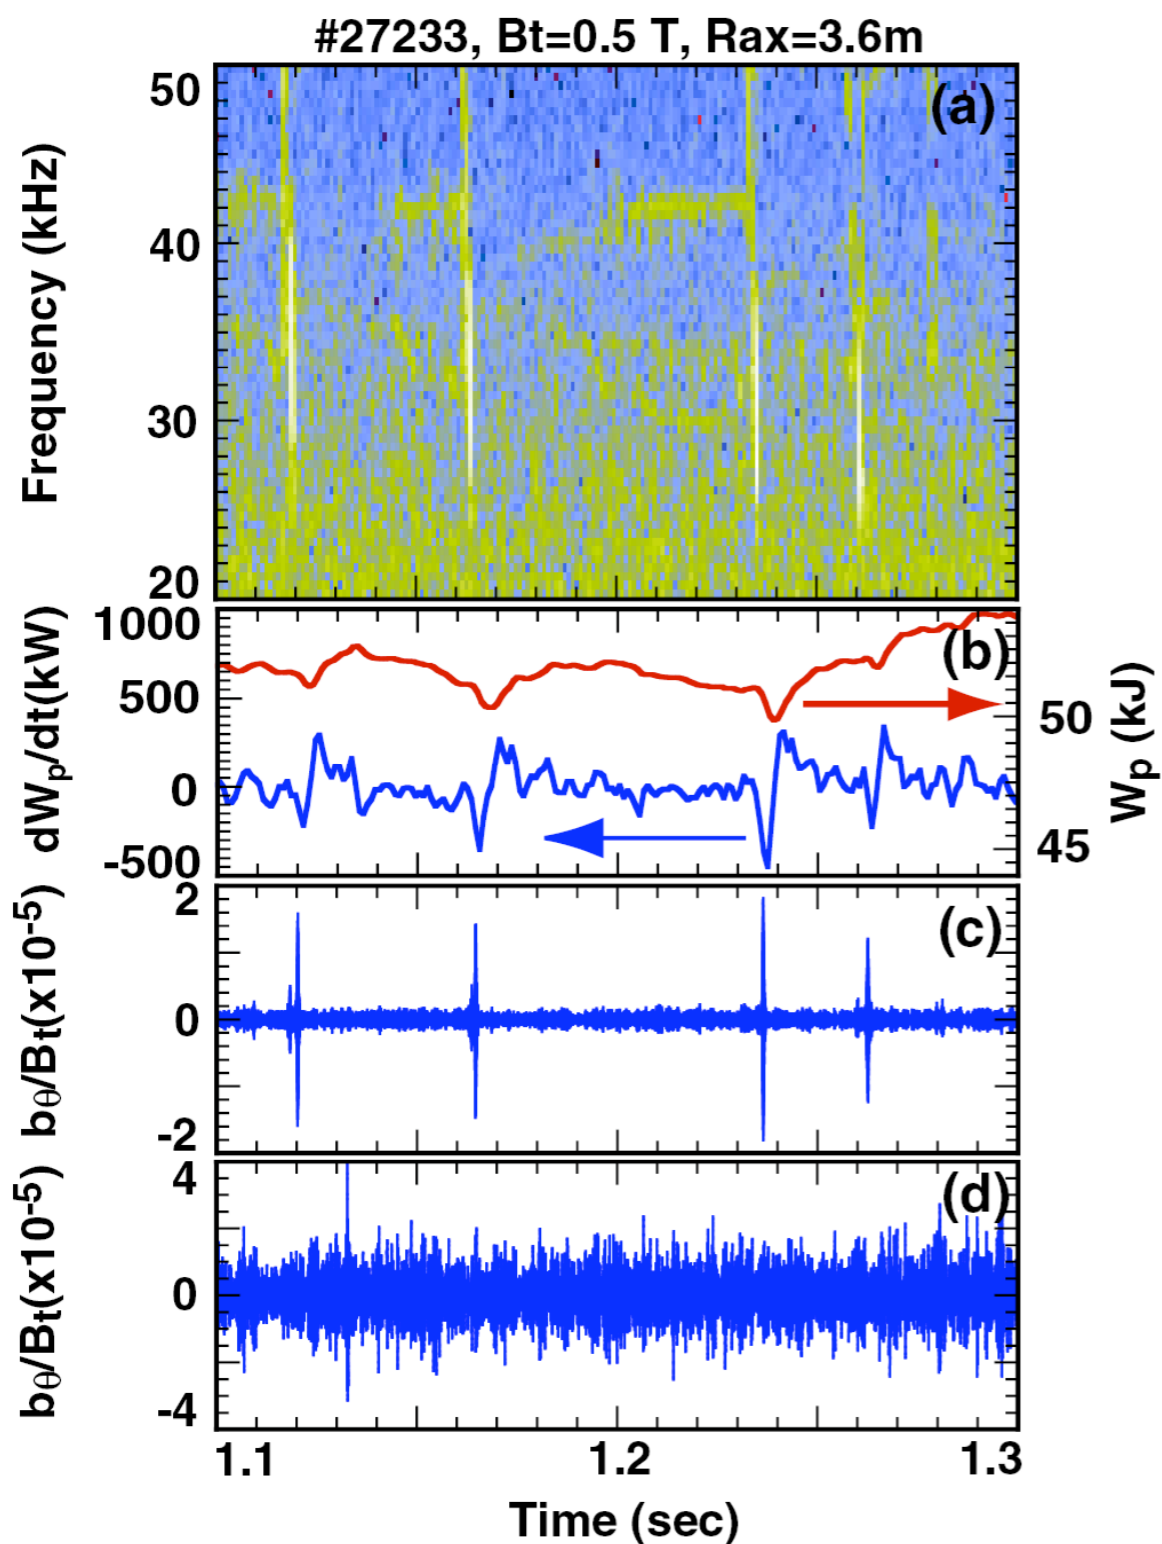 #27233, Bt=0.5 T, Rax=3.6m
(a)
Frequency (kHz)
50
40
30
20
(b)
dWp/dt(kW)
1000
500
0
-500
Wp (kJ)
50
45
(c)
bθ/Bt(x10-5)
2
0
-2
(d)
bθ/Bt(x10-5)
4
0
-4
1.1 1.2 1.3
Time (sec)